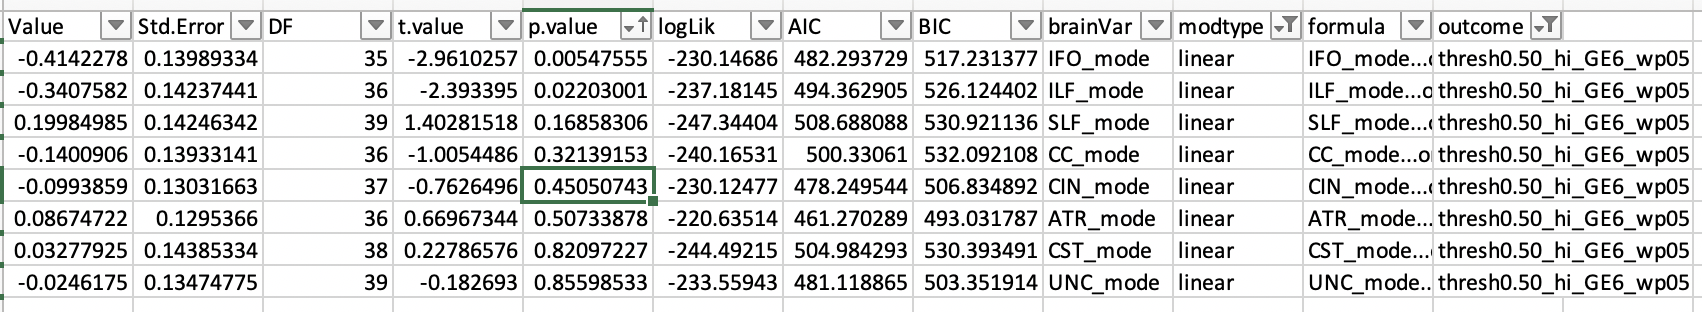 Value Std.Error DF t.value p.value logLik AIC BIC brainVar modtype formula outcome
-0.4142278 0.13989334 35 -2.9610257 0.00547555 -230.14686 482.293729 517.231377 IFO_mode linear IFO_mode...o thresh0.50_hi_GE6_wp05
-0.3407582 0.14237441 36 -2.393395 0.02203001 -237.18145 494.362905 526.124402 ILF_mode linear ILF_mode...o thresh0.50_hi_GE6_wp05
0.19984985 0.14246342 39 1.40281518 0.16858306 -247.34404 508.688088 530.921136 SLF_mode linear SLF_mode...o thresh0.50_hi_GE6_wp05
-0.1400906 0.13933141 36 -1.0054486 0.32139153 -240.16531 500.33061 532.092108 CC_mode linear CC_mode...o thresh0.50_hi_GE6_wp05
-0.0993859 0.13031663 37 -0.7626496 0.45050743 -230.12477 478.249544 506.834892 CIN_mode linear CIN_mode... thresh0.50_hi_GE6_wp05
0.08674722 0.1295366 36 0.66967344 0.50733878 -220.63514 461.270289 493.031787 ATR_mode linear ATR_mode... thresh0.50_hi_GE6_wp05
0.03277925 0.14385334 38 0.22786576 0.82097227 -244.49215 504.984293 530.393491 CST_mode linear CST_mode... thresh0.50_hi_GE6_wp05
-0.0246175 0.13474775 39 -0.182693 0.85598533 -233.55943 481.118865 503.351914 UNC_mode linear UNC_mode... thresh0.50_hi_GE6_wp05